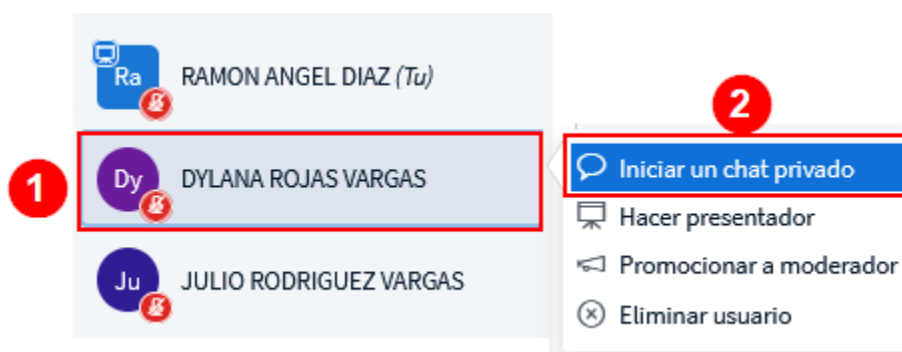 Ra RAMON ANGEL DIAZ (Tu)
2
1
Dy DYLANA ROJAS VARGAS
Iniciar un chat privado
Hacer presentador
Ju JULIO RODRIGUEZ VARGAS
Promocionar a moderador
Eliminar usuario